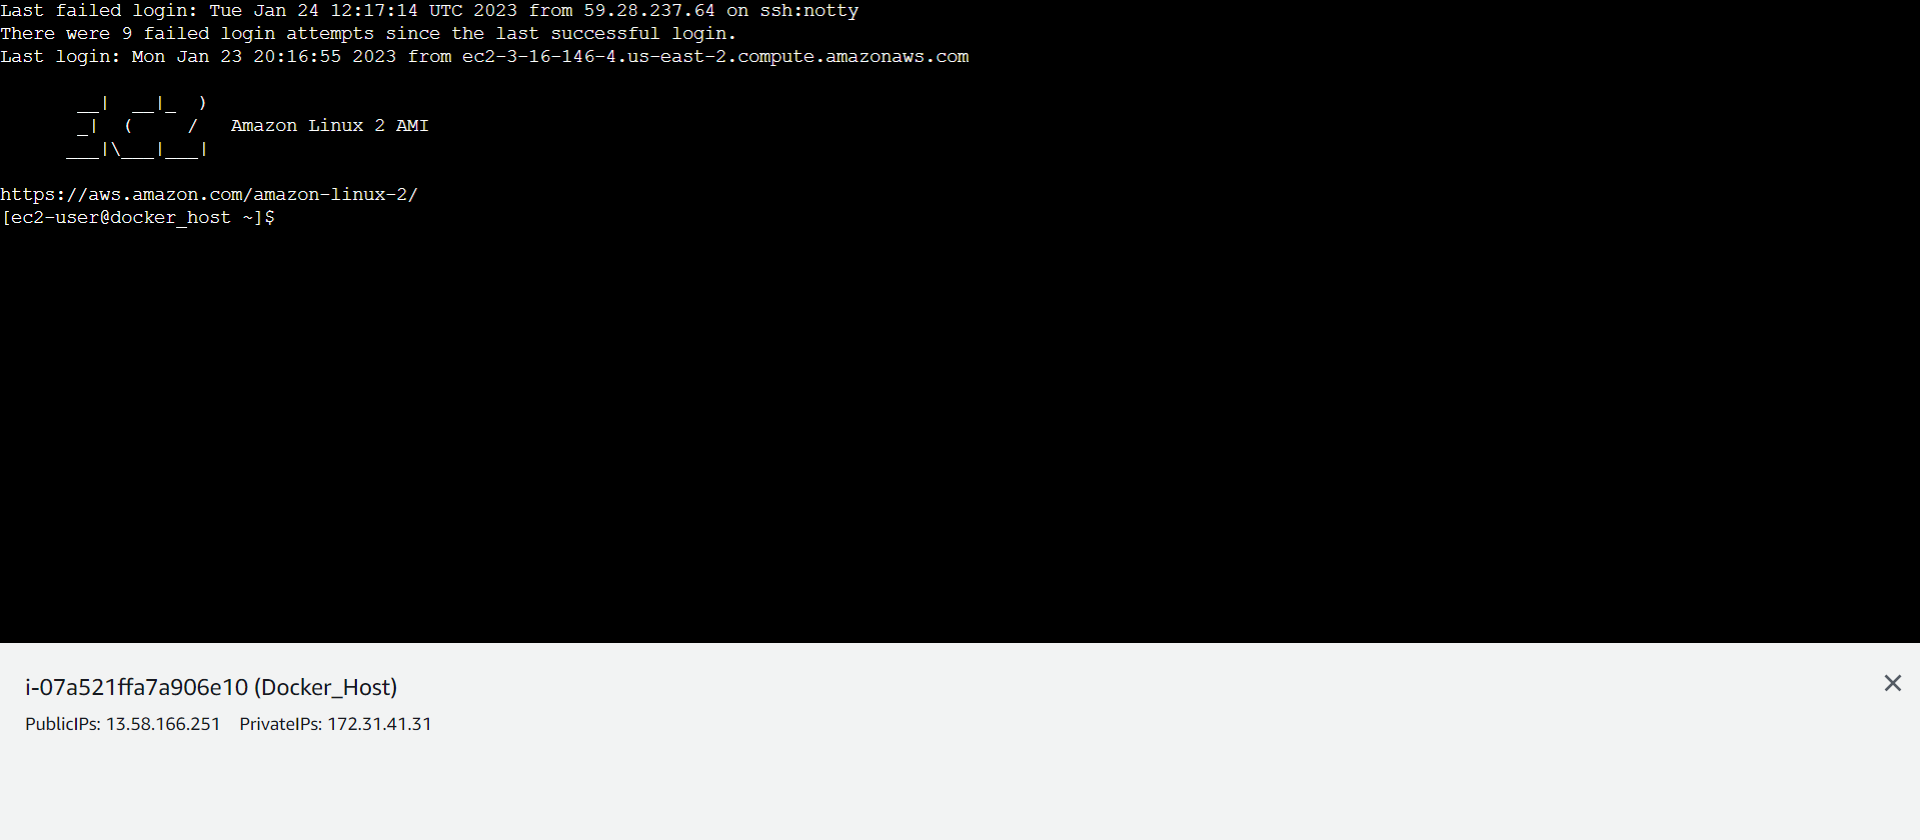 Last failed login: Tue Jan 24 12:17:14 UTC 2023 from 59.28.237.64 on ssh:notty
There were 9 failed login attempts since the last successful login.
Last login: Mon Jan 23 20:16:55 2023 from ec2-3-16-146-4.us-east-2.compute.amazonaws.com

       __|  __|_  )
       _|  (     /   Amazon Linux 2 AMI
      ___|\___|___|

https://aws.amazon.com/amazon-linux-2/
[ec2-user@docker_host ~]$
i-07a521ffa7a906e10 (Docker_Host)
PublicIPs: 13.58.166.251 PrivateIPs: 172.31.41.31